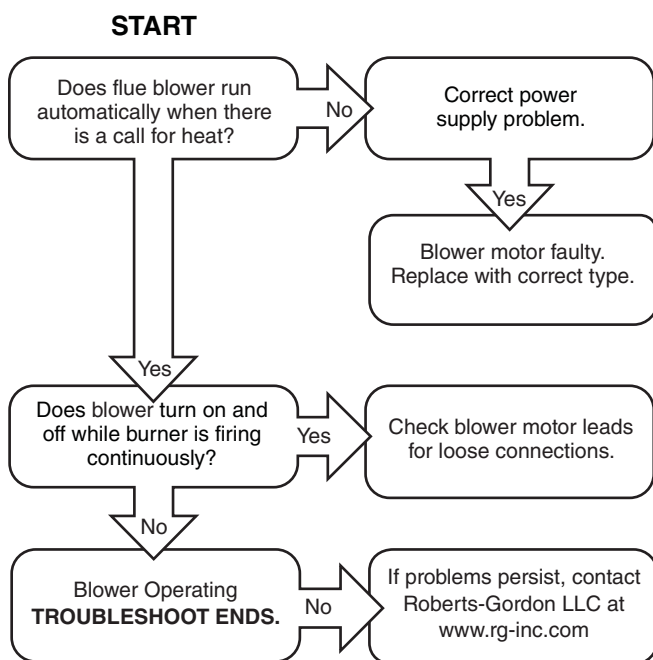 START
Does flue blower run
automatically when there
is a call for heat?
No
Correct power
supply problem.
Yes
Blower motor faulty.
Replace with correct type.
Yes
Does blower turn on and
off while burner is firing
continuously?
Yes
Check blower motor leads
for loose connections.
No
Blower Operating
TROUBLESHOOT ENDS.
No
If problems persist, contact
Roberts-Gordon LLC at
www.rg-inc.com